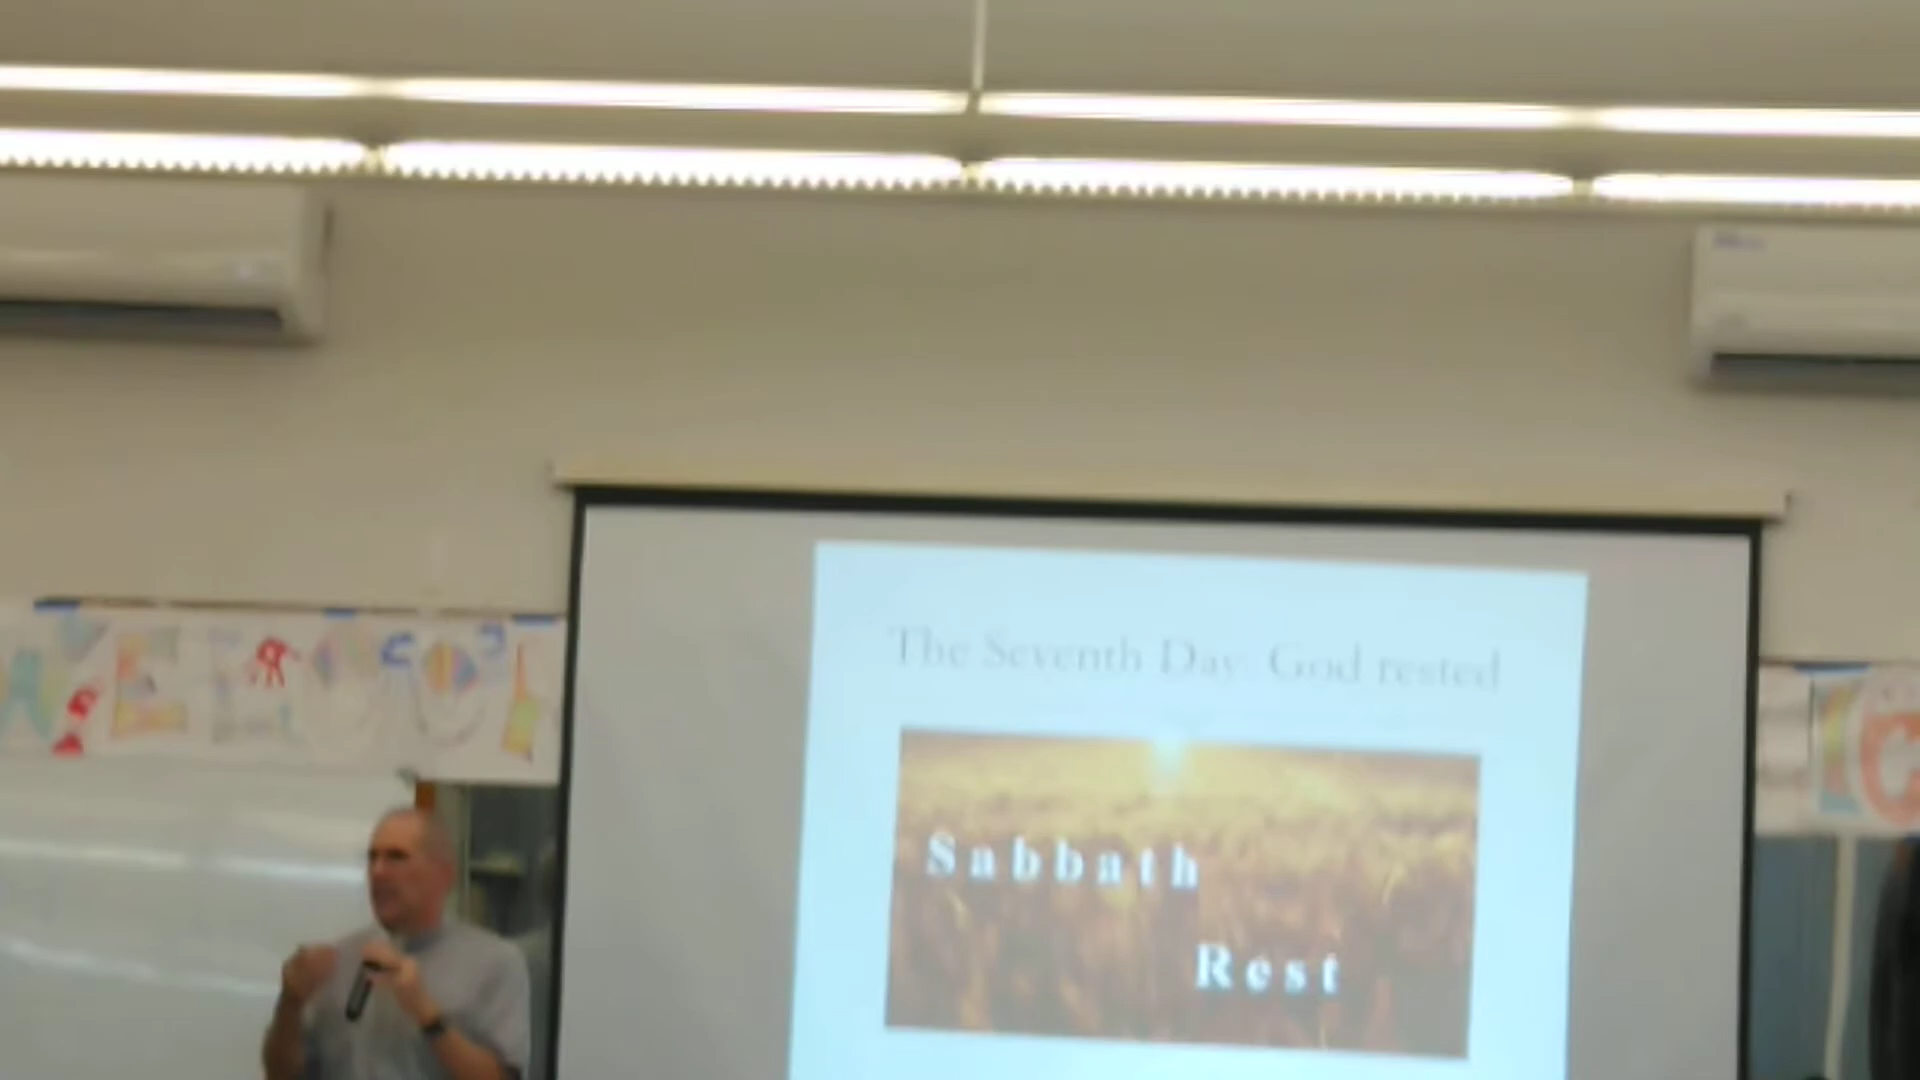 The Seventh Day: God rested
Sabbath
Rest